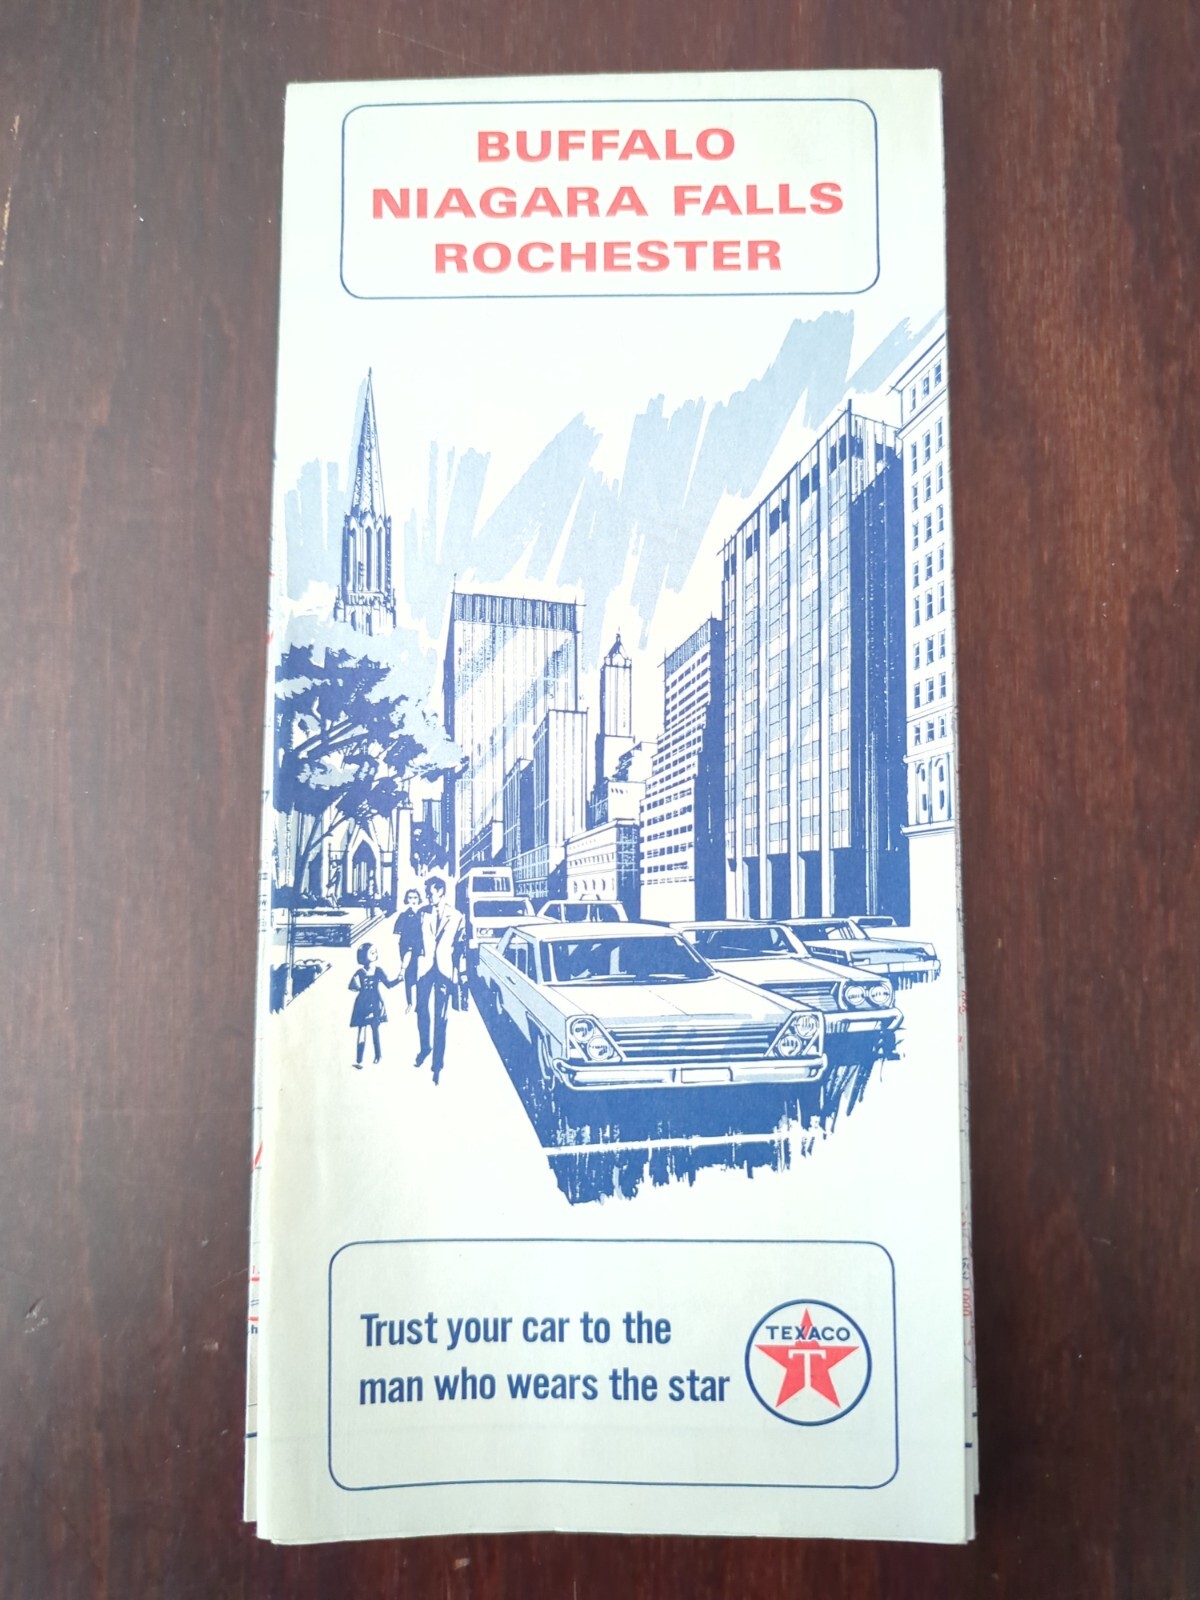 BUFFALO
NIAGARA FALLS
ROCHESTER
Trust your car to the
man who wears the star
TEXACO
T